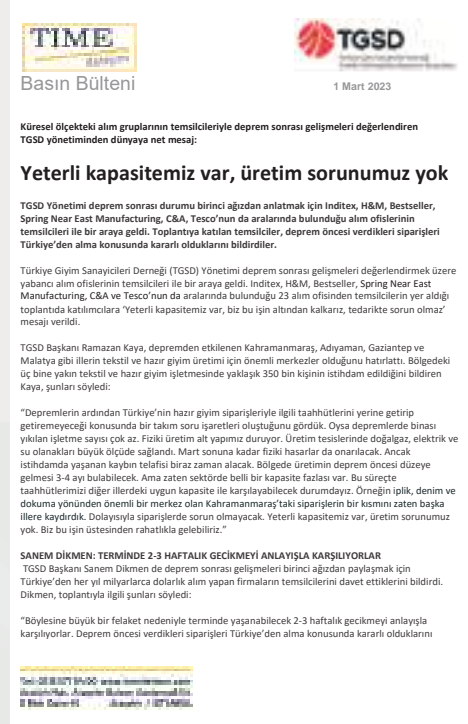 TIME
TGSD
Basın Bülteni
1 Mart 2023
Küresel ölçekteki alım gruplarının temsilcileriyle deprem sonrası gelişmeleri değerlendiren
TGSD yönetiminden dünyaya net mesaj:
Yeterli kapasitemiz var, üretim sorunumuz yok
TGSD Yönetimi deprem sonrası durumu birinci ağızdan anlatmak için Inditex, H&M, Bestseller,
Spring Near East Manufacturing, C&A, Tesco'nun da aralarında bulunduğu alım ofislerinin
temsilcileri ile bir araya geldi. Toplantıya katılan temsilciler, deprem öncesi verdikleri siparişleri
Türkiye'den alma konusunda kararlı olduklarını bildirdiler.
Türkiye Giyim Sanayicileri Derneği (TGSD) Yönetimi deprem sonrası gelişmeleri değerlendirmek üzere
yabancı alım ofislerinin temsilcileri ile bir araya geldi. Inditex, H&M, Bestseller, Spring Near East
Manufacturing, C&A ve Tesco'nun da aralarında bulunduğu 23 alım ofisinden temsilcilerin yer aldığı
toplantıda katılımcılara 'Yeterli kapasitemiz var, biz bu işin altından kalkarız, tedarikte sorun olmaz'
mesajı verildi.
TGSD Başkanı Ramazan Kaya, depremden etkilenen Kahramanmaraş, Adıyaman, Gaziantep ve
Malatya gibi illerin tekstil ve hazır giyim üretimi için önemli merkezler olduğunu hatırlattı. Bölgedeki
üç bine yakın tekstil ve hazır giyim işletmesinde yaklaşık 350 bin kişinin istihdam edildiğini bildiren
Kaya, şunları söyledi:
"Depremlerin ardından Türkiye'nin hazır giyim siparişleriyle ilgili taahhütlerini yerine getirip
getiremeyeceği konusunda bir takım soru işaretleri oluştuğunu gördük. Oysa depremlerde binası
yıkılan işletme sayısı çok az. Fiziki üretim alt yapımız duruyor. Üretim tesislerinde doğalgaz, elektrik ve
su olanakları büyük ölçüde sağlandı. Mart sonuna kadar fiziki hasarlar da onarılacak. Ancak
istihdamda yaşanan kaybın telafisi biraz zaman alacak. Bölgede üretimin deprem öncesi düzeye
gelmesi 3-4 ayı bulabilecek. Ama zaten sektörde belli bir kapasite fazlası var. Bu süreçte
taahhütlerimizi diğer illerdeki uygun kapasite ile karşılayabilecek durumdayız. Örneğin iplik, denim ve
dokuma yönünden önemli bir merkez olan Kahramanmaraş'taki siparişlerin bir kısmını zaten başka
illere kaydırdık. Dolayısıyla siparişlerde sorun olmayacak. Yeterli kapasitemiz var, üretim sorunumuz
yok. Biz bu işin üstesinden rahatlıkla gelebiliriz."
SANEM DİKMEN: TERMİNDE 2-3 HAFTALIK GECİKMEYİ ANLAYIŞLA KARŞILIYORLAR
TGSD Başkanı Sanem Dikmen de deprem sonrası gelişmeleri birinci ağızdan paylaşmak için
Türkiye'den her yıl milyarlarca dolarlık alım yapan firmaların temsilcilerini davet ettiklerini bildirdi.
Dikmen, toplantıyla ilgili şunları söyledi:
"Böylesine büyük bir felaket nedeniyle terminde yaşanabilecek 2-3 haftalık gecikmeyi anlayışla
karşılıyorlar. Deprem öncesi verdikleri siparişleri Türkiye'den alma konusunda kararlı olduklarını